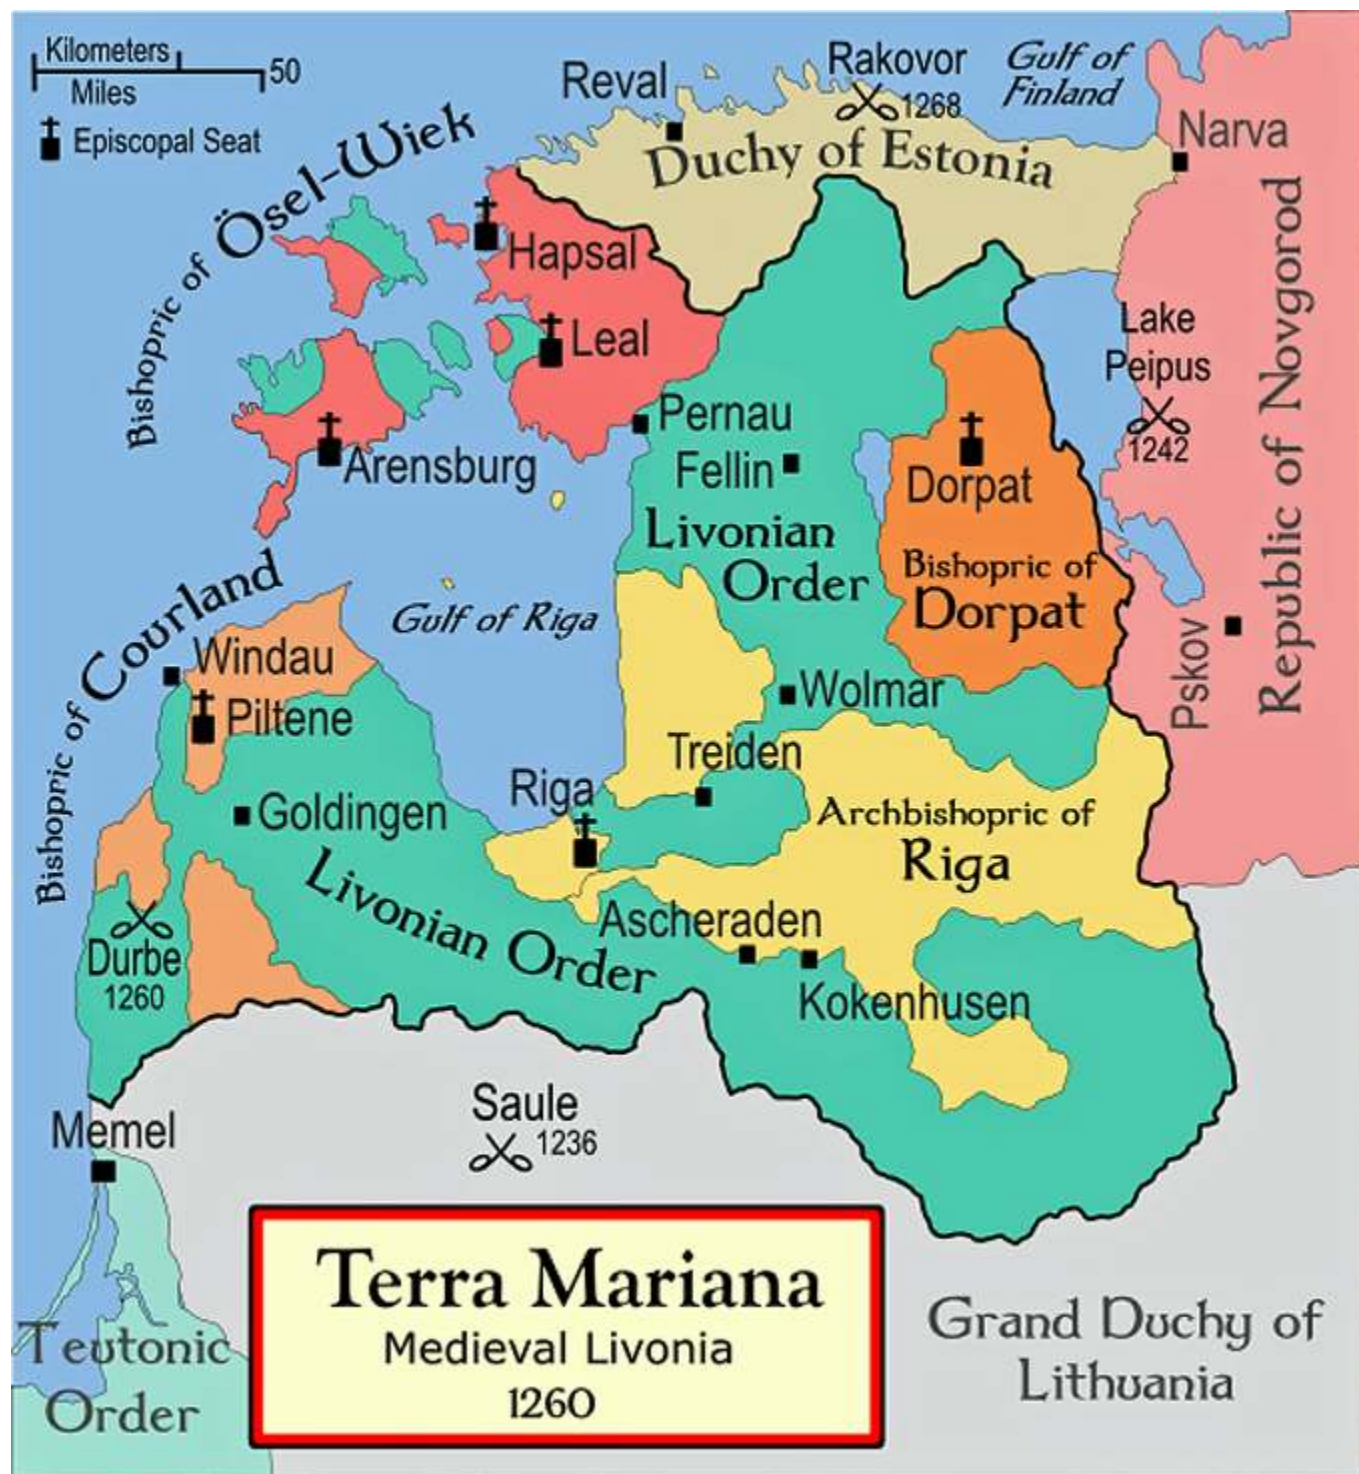 Kilometers
50
Miles
Episcopal Seat
Reval
Rakovor
1268
Gulf of
Finland
Narva
Duchy of Estonia
Bishopric of Ösel-Wiek
Hapsal
Leal
Arensburg
Pernau
Fellin
Livonian
Order
Dorpat
Bishopric of
Dorpat
Lake
Peipus
1242
Republic of Novgorod
Pskov
Gulf of Riga
Bishopric of Courland
Windau
Piltene
Goldingen
Wolmar
Treiden
Riga
Archbishopric of
Riga
Livonian Order
Ascheraden
Kokenhusen
Durbe
1260
Memel
Saule
1236
Terra Mariana
Medieval Livonia
1260
Teutonic
Order
Grand Duchy of
Lithuania